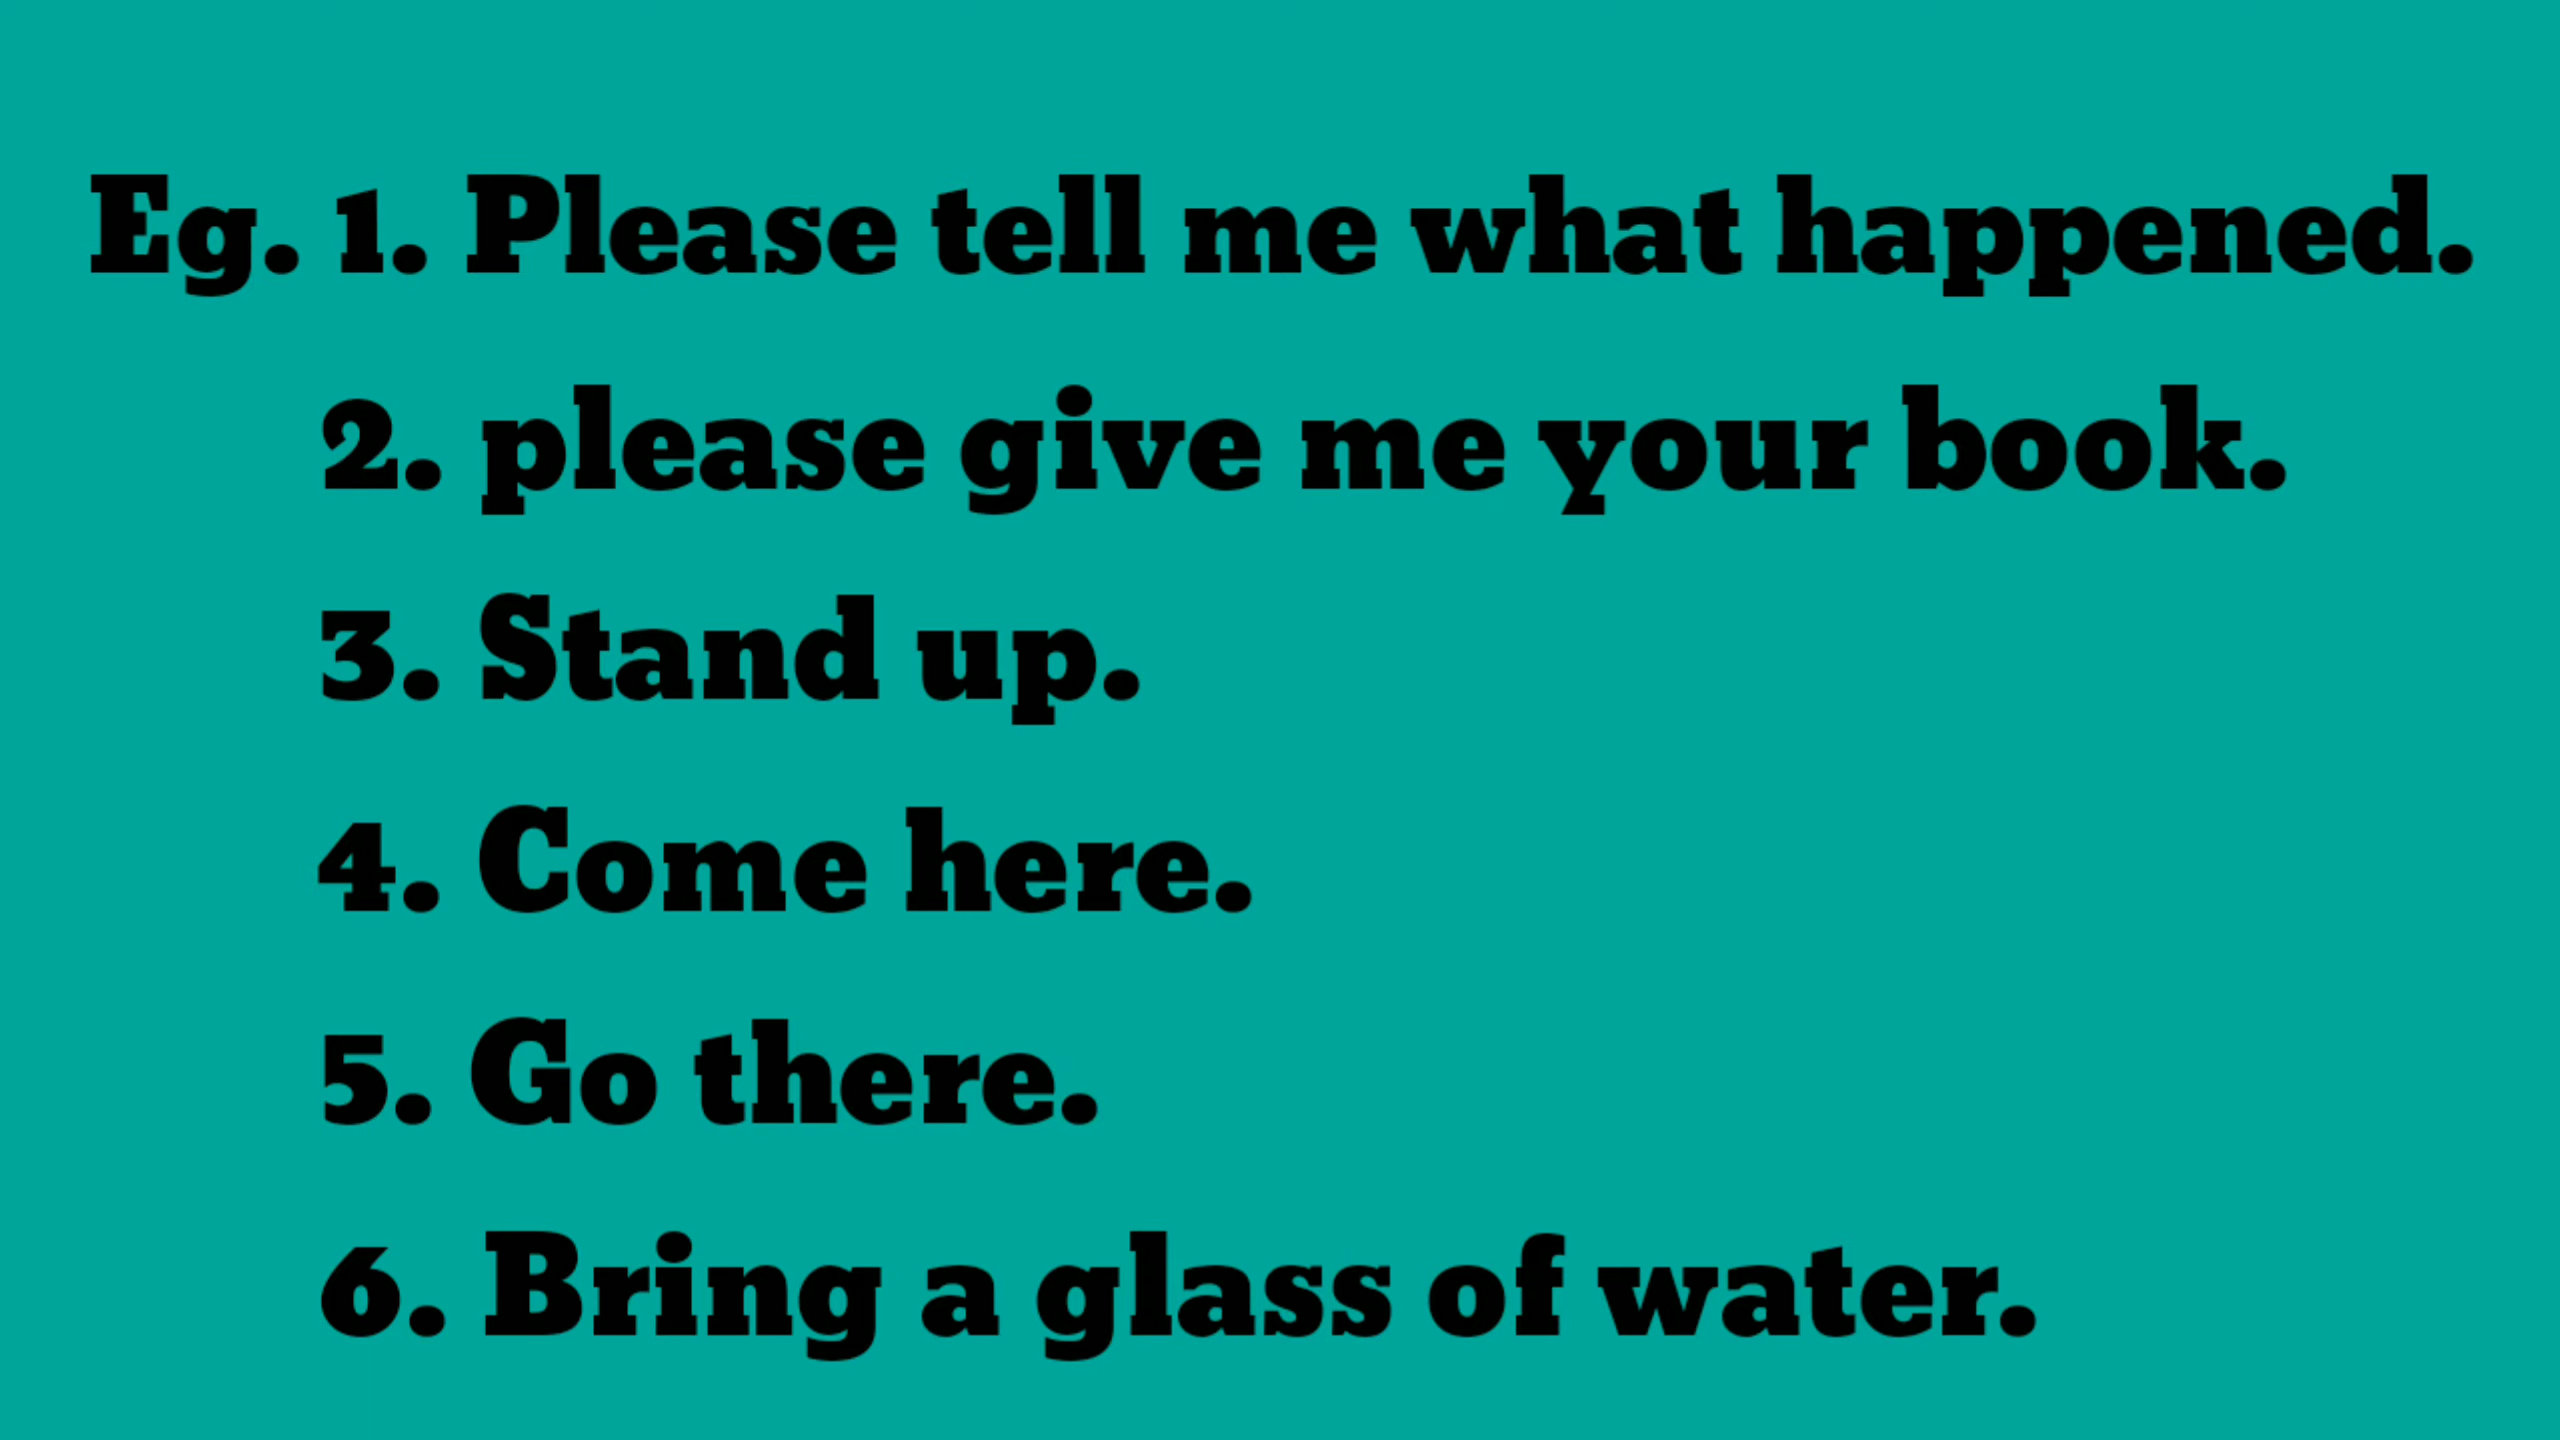 Eg. 1. Please tell me what happened.
2. please give me your book.
3. Stand up.
4. Come here.
5. Go there.
6. Bring a glass of water.